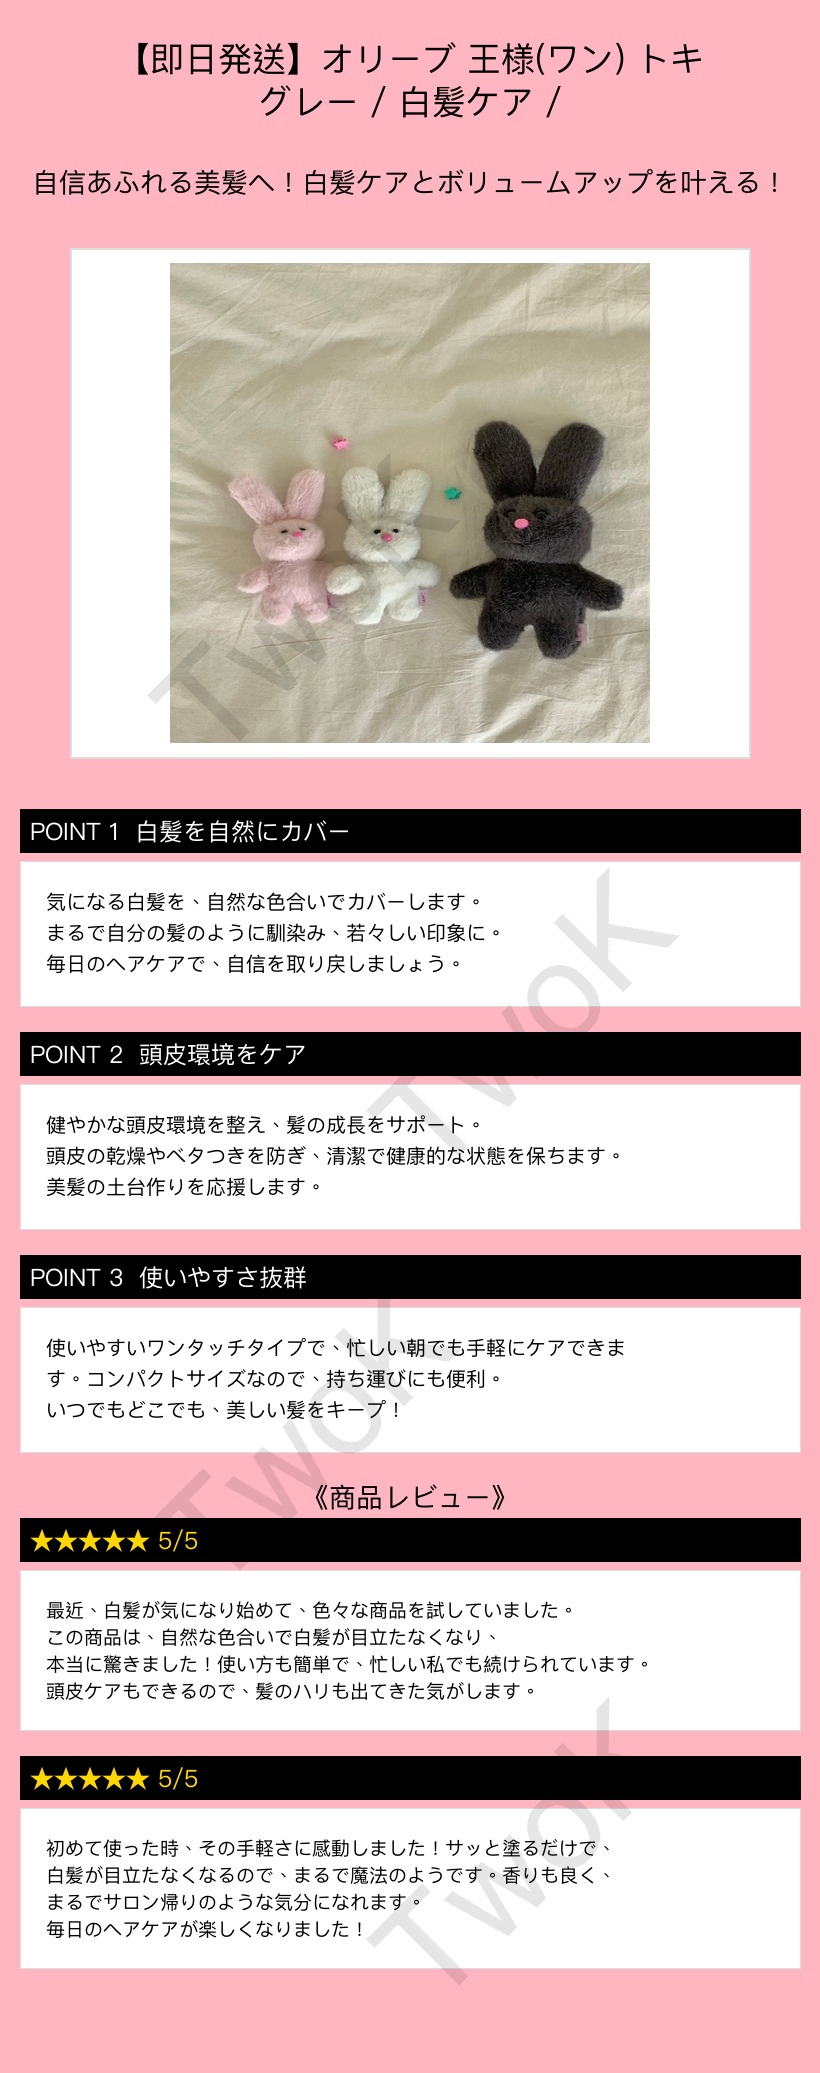 【即日発送】オリーブ 王様(ワン) トキ
グレー / 白髪ケア /
自信あふれる美髪へ！白髪ケアとボリュームアップを叶える！
TwoK
POINT 1 白髪を自然にカバー
気になる白髪を、自然な色合いでカバーします。
まるで自分の髪のように馴染み、若々しい印象に。
毎日のヘアケアで、自信を取り戻しましょう。
TwoK
POINT 2 頭皮環境をケア
健やかな頭皮環境を整え、髪の成長をサポート。
頭皮の乾燥やベタつきを防ぎ、清潔で健康的な状態を保ちます。
美髪の土台作りを応援します。
POINT 3 使いやすさ抜群
使いやすいワンタッチタイプで、忙しい朝でも手軽にケアできま
す。コンパクトサイズなので、持ち運びにも便利。
いつでもどこでも、美しい髪をキープ！
TwoK
《商品レビュー》
★★★★★ 5/5
最近、白髪が気になり始めて、色々な商品を試していました。
この商品は、自然な色合いで白髪が目立たなくなり、
本当に驚きました！使い方も簡単で、忙しい私でも続けられています。
頭皮ケアもできるので、髪のハリも出てきた気がします。
★★★★★ 5/5
初めて使った時、その手軽さに感動しました！サッと塗るだけで、
白髪が目立たなくなるので、まるで魔法のようです。香りも良く、
まるでサロン帰りのような気分になれます。
毎日のヘアケアが楽しくなりました！
TwoK